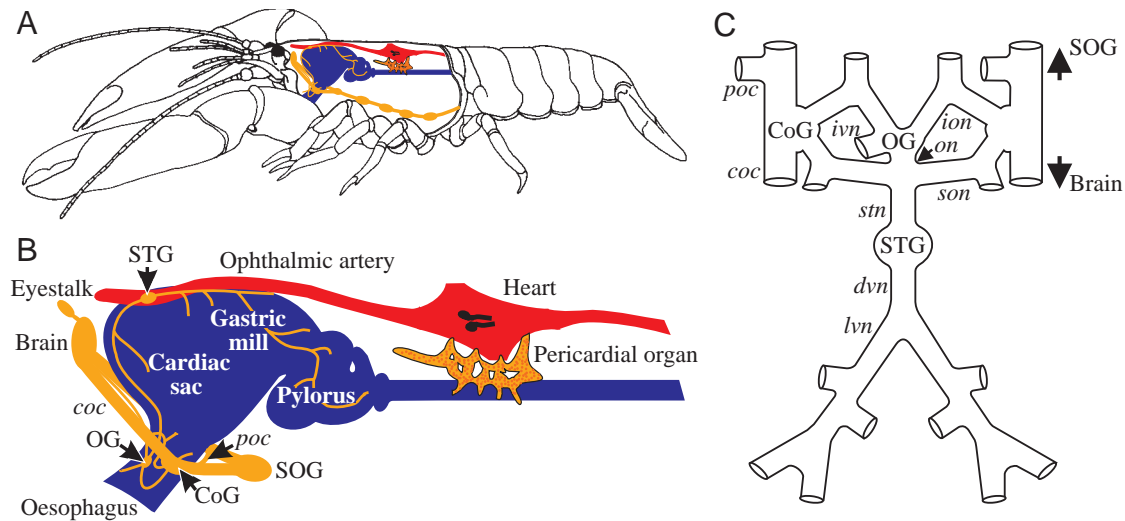 A
B
STG
Ophthalmic artery
Eyestalk
Heart
Brain
Gastric
mill
Cardiac
sac
Pericardial organ
Pylorus
coc
OG
poc
SOG
CoG
Oesophagus
C
SOG
poc
CoG
ivn
OG
ion
on
coc
Brain
stn
son
STG
dvn
lvn